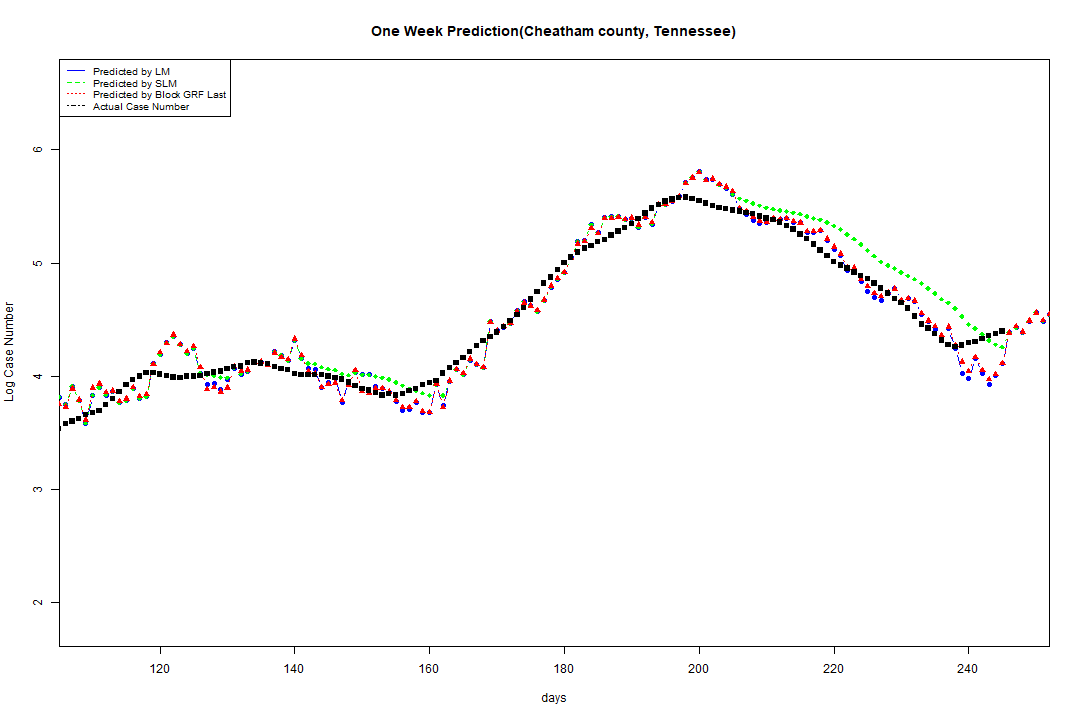 One Week Prediction(Cheatham county, Tennessee)
Predicted by LM
Predicted by SLM
Predicted by Block GRF Last
Actual Case Number
6
5
4
3
2
Log Case Number
120 140 160 180 200 220 240
days